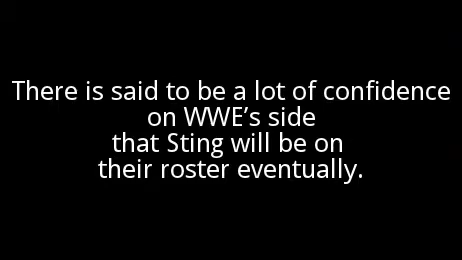 There is said to be a lot of confidence
on WWE’s side
that Sting will be on
their roster eventually.